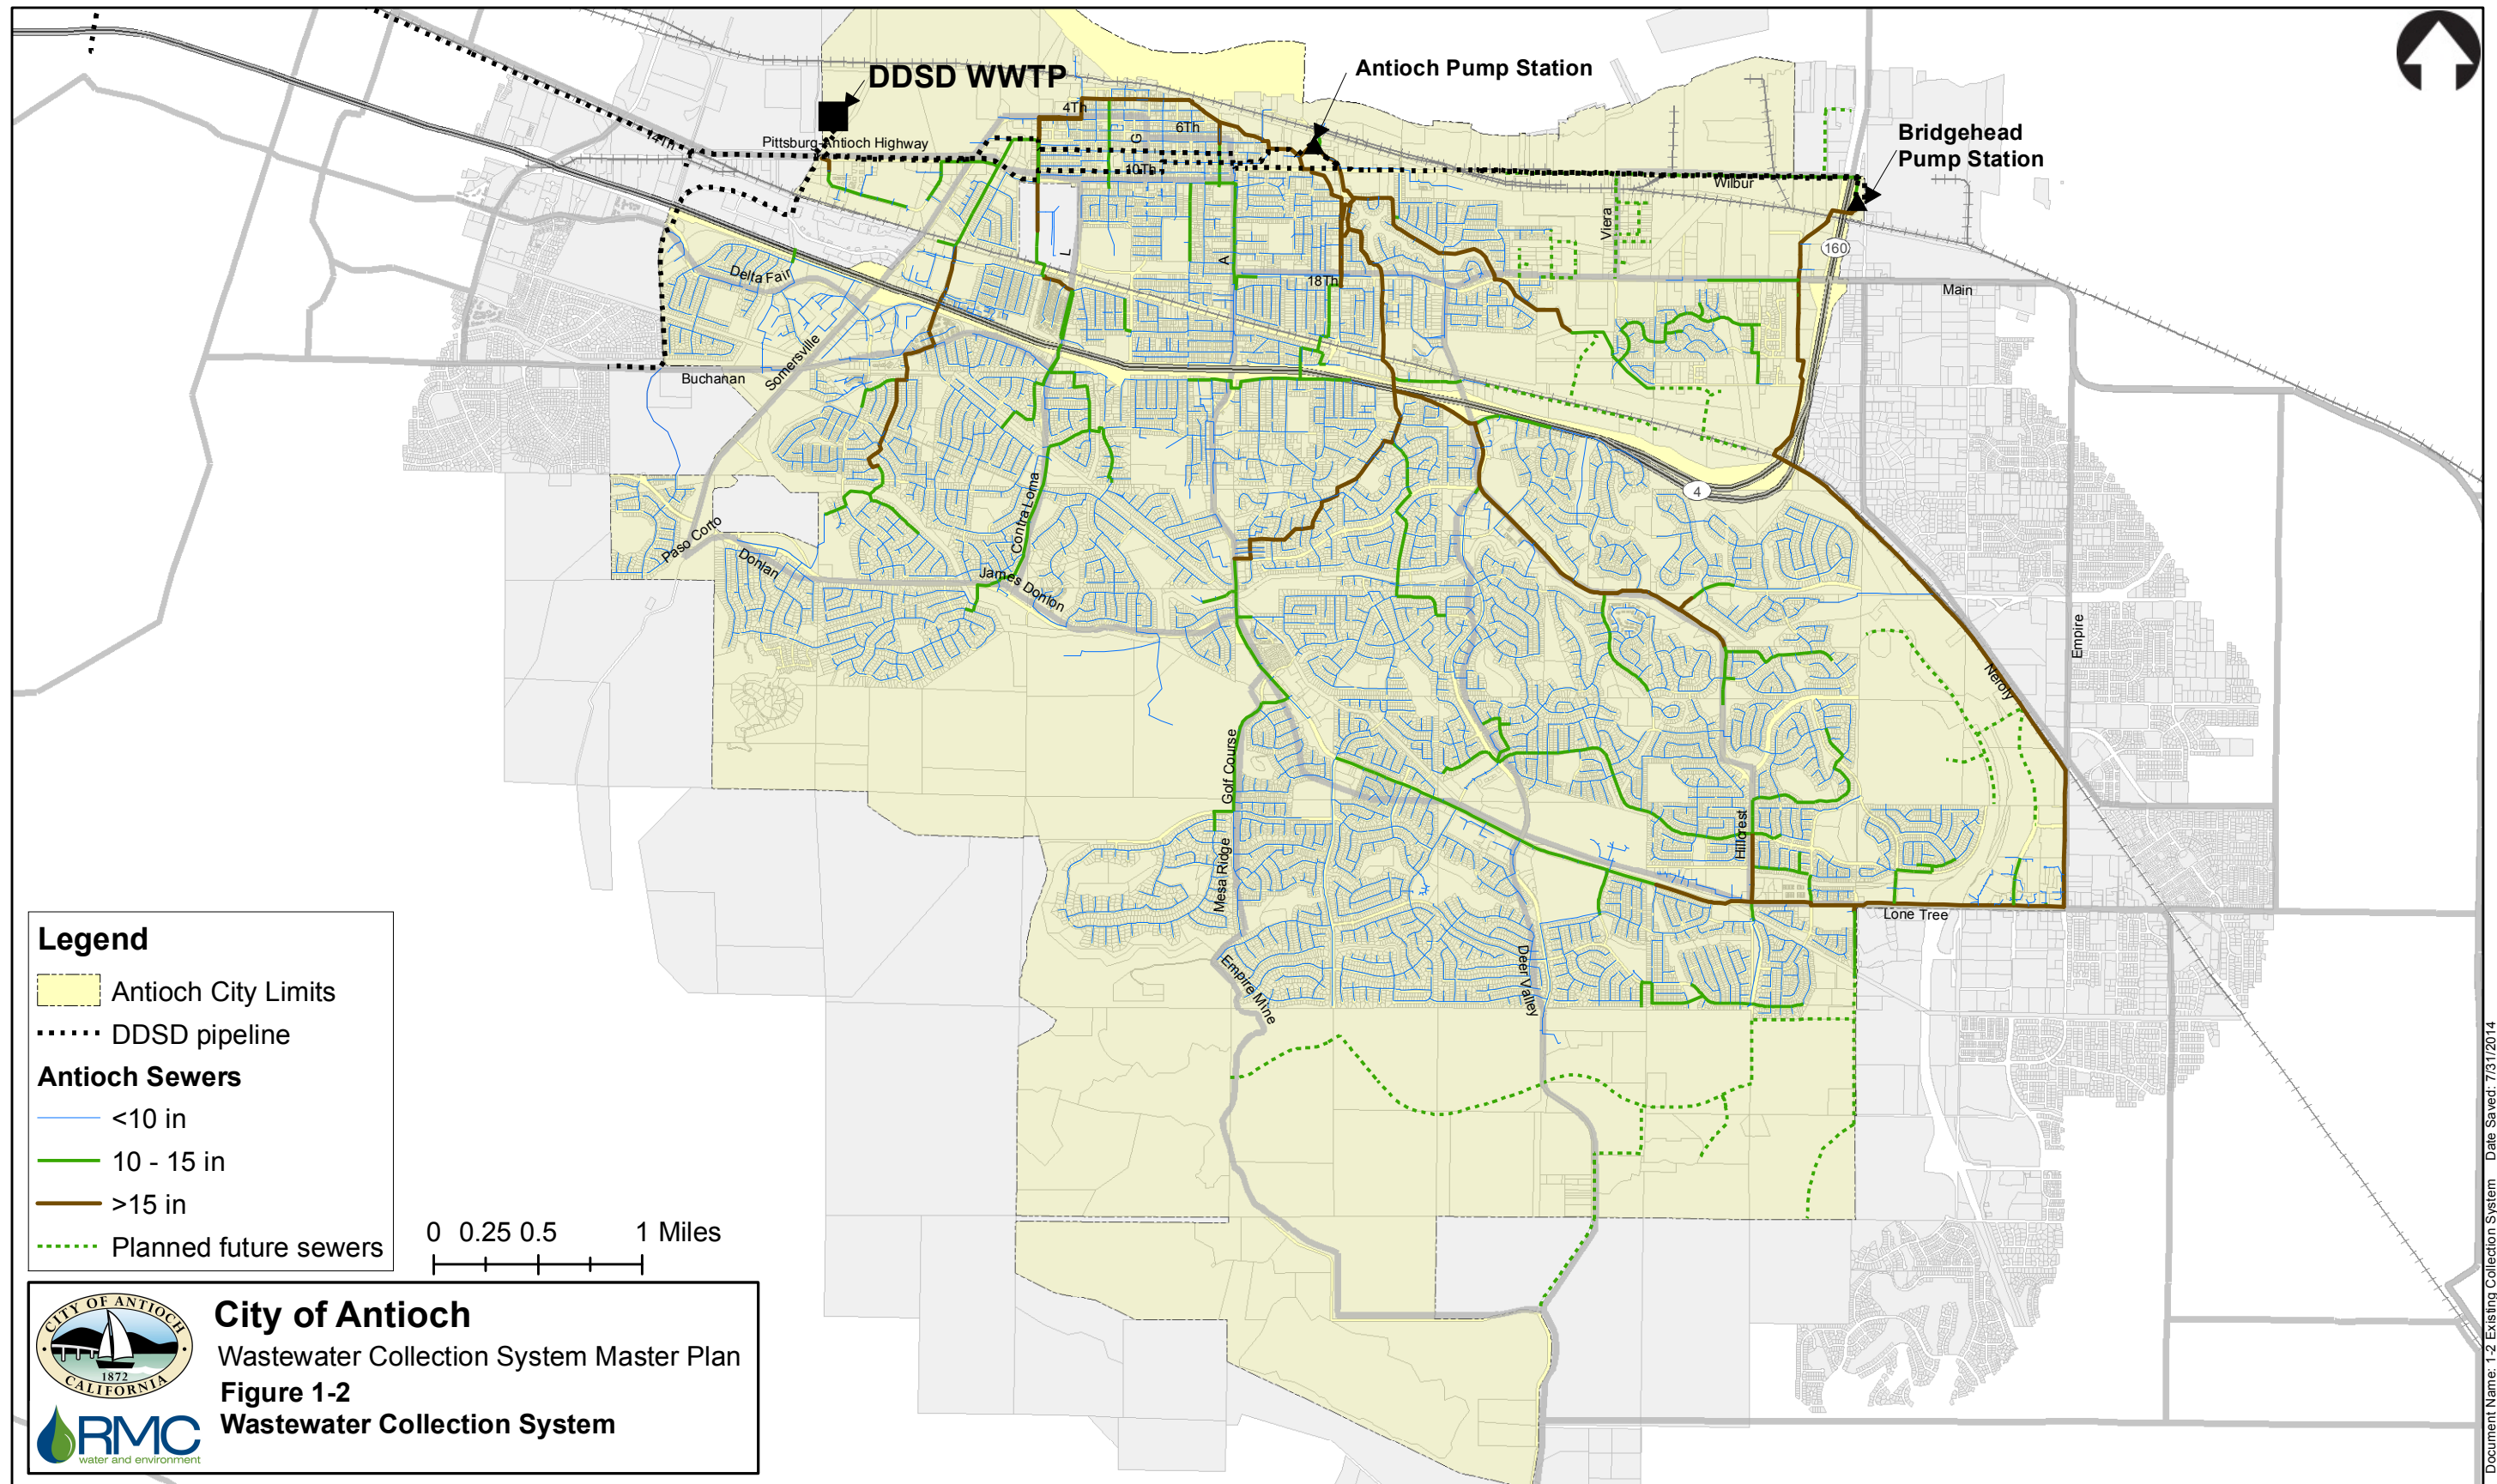 DDSD WWTP
Antioch Pump Station
Bridgehead
Pump Station
4Th
6Th
G
14Th
Pittsburg-Antioch Highway
10Th
Wilbur
Viera
160
L
A
18Th
Delta Fair
Main
Somersville
Buchanan
4
Contra Loma
Paso Corto
Donlan
James Donlon
Empire
Neroly
Golf Course
Hillcrest
Mesa Ridge
Lone Tree
Empire Mine
Deer Valley
Legend
Antioch City Limits
DDSD pipeline
Antioch Sewers
<10 in
10 - 15 in
>15 in
Planned future sewers
0 0.25 0.5 1 Miles
CITY OF ANTIOCH
1872
CALIFORNIA
City of Antioch
Wastewater Collection System Master Plan
Figure 1-2
Wastewater Collection System
RMC
water and environment
Document Name: 1-2 Existing Collection System Date Saved: 7/31/2014